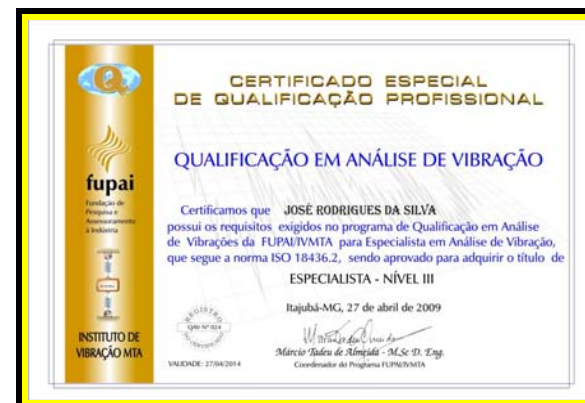 CERTIFICADO ESPECIAL
DE QUALIFICAÇÃO PROFISSIONAL
QUALIFICAÇÃO EM ANÁLISE DE VIBRAÇÃO
Certificamos que JOSÉ RODRIGUES DA SILVA
possui os requisitos exigidos no programa de Qualificação em Análise
de Vibrações da FUPAI/IVMTA para Especialista em Análise de Vibração,
que segue a norma ISO 18436.2, sendo aprovado para adquirir o título de
ESPECIALISTA - NÍVEL III
Itajubá-MG, 27 de abril de 2009
Márcio Tadeu de Almeida - M.Sc D. Eng.
Coordenador do Programa FUPAI/IVMTA
REGISTRO
QAV Nº 024
VALIDADE: 27/04/2014
Q
fupai
Fundação de
Pesquisa e
Assessoramento
à Indústria
INSTITUTO DE
VIBRAÇÃO MTA